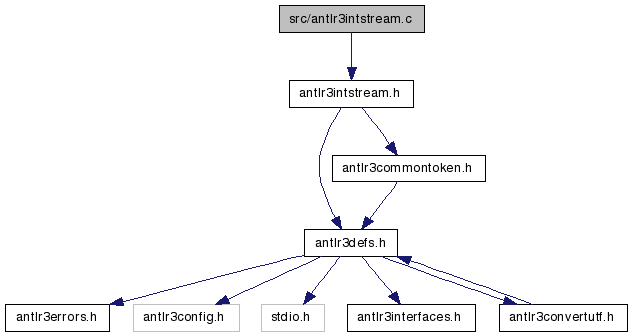 src/antlr3intstream.c
antlr3intstream.h
antlr3commontoken.h
antlr3defs.h
antlr3errors.h
antlr3config.h
stdio.h
antlr3interfaces.h
antlr3convertutf.h